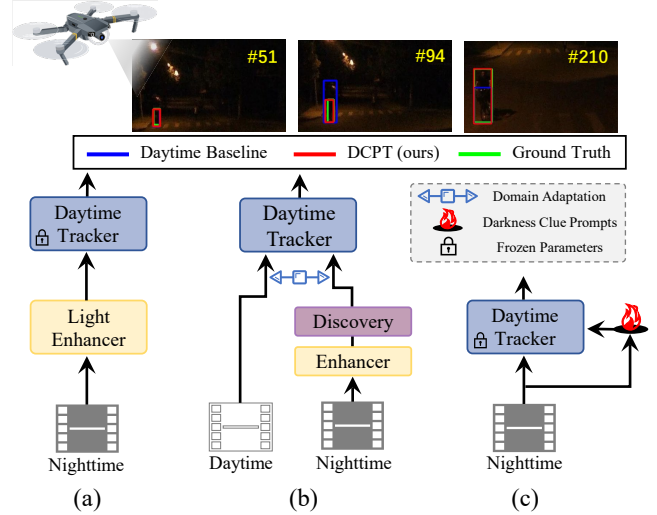 #51
#94
#210
Daytime Baseline
DCPT (ours)
Ground Truth
Daytime
Tracker
Light
Enhancer
Nighttime
(a)
Daytime
Tracker
Discovery
Enhancer
Daytime
Nighttime
(b)
Domain Adaptation
Darkness Clue Prompts
Frozen Parameters
Daytime
Tracker
Nighttime
(c)